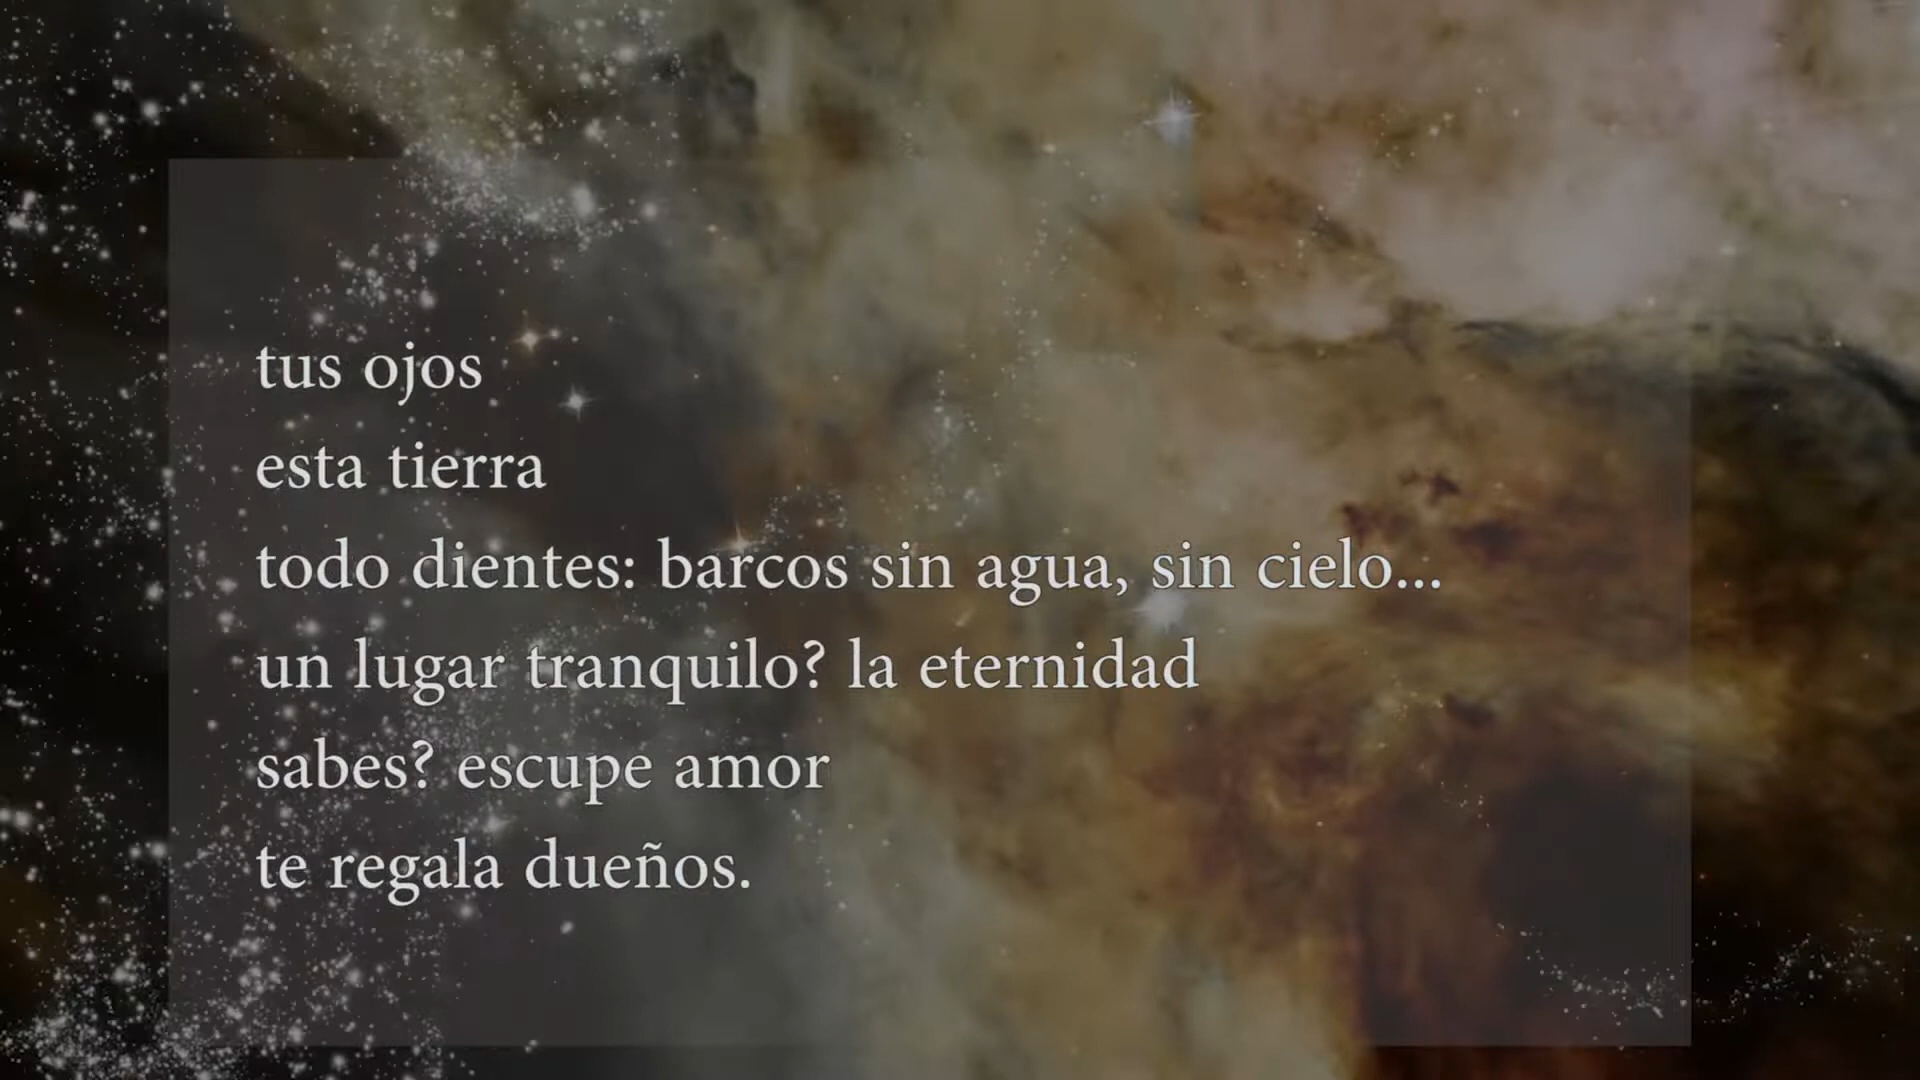 tus ojos
esta tierra
todo dientes: barcos sin agua, sin cielo...
un lugar tranquilo? la eternidad
sabes? escupe amor
te regala dueños.